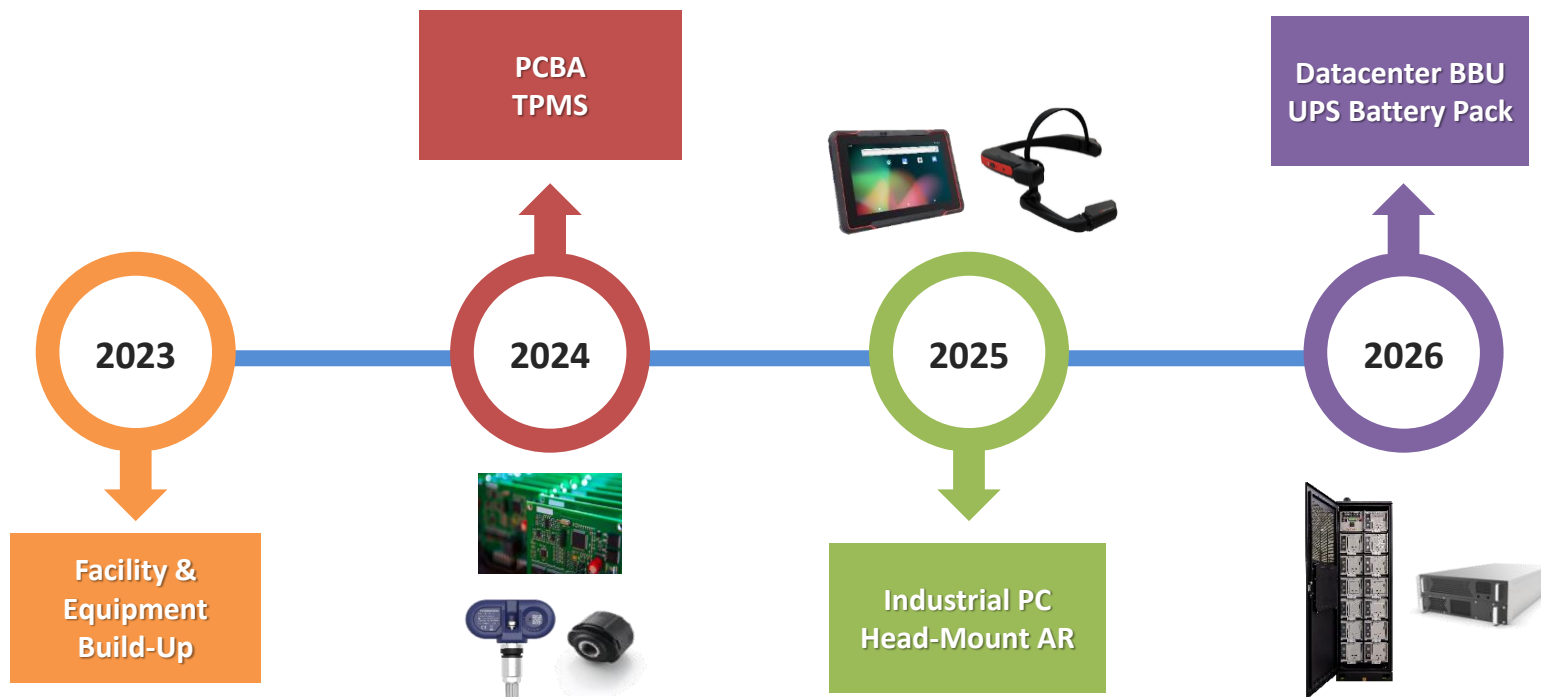 PCBA
TPMS
Datacenter BBU
UPS Battery Pack
2023
2024
2025
2026
Facility &
Equipment
Build-Up
Industrial PC
Head-Mount AR